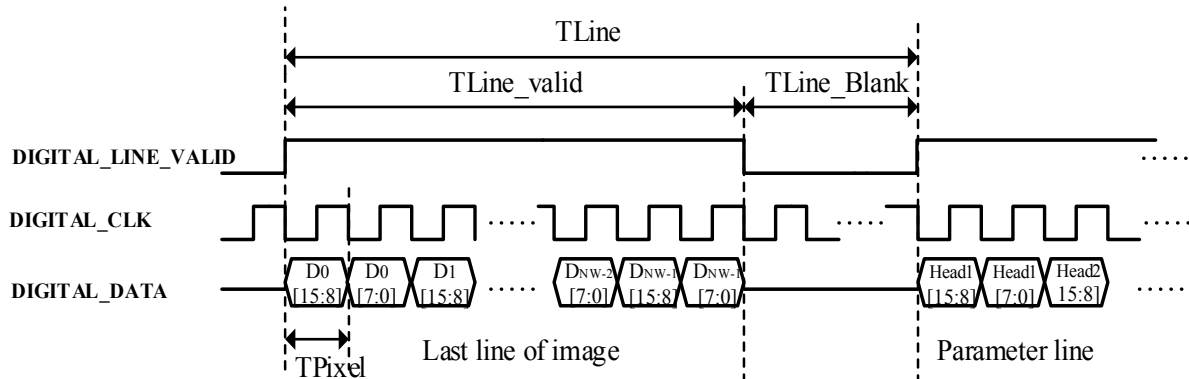 TLine
TLine_valid
TLine_Blank
DIGITAL_LINE_VALID
.....
DIGITAL_CLK
.....
.....
.....
.....
DIGITAL_DATA
D0 [15:8]
D0 [7:0]
D1 [15:8]
.....
DNW-2 [7:0]
DNW-1 [15:8]
DNW-1 [7:0]
Head1 [15:8]
Head1 [7:0]
Head2 15:8]
.....
TPixel
Last line of image
Parameter line